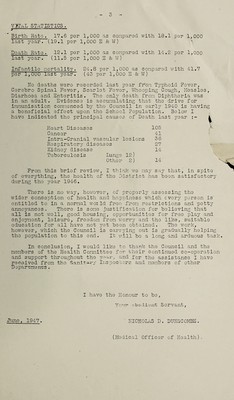 - 2 -
VITAL STATISTICS.
Birth Rate. 17.8 per 1,000 as compared with 18.1 per 1,000
last year. (19.1 per 1,000 E & W)
Death Rate. 12.1 per 1,000 as compared with 14.2 per 1,000
last year. (11.5 per 1,000 E & W)
Infantile mortality. 24.8 per 1,000 as compared with 41.7
per 1,000 last year. (43 per 1,000 E & W)
No deaths were recorded last year from Typhoid Fever,
Cerebro Spinal Fever, Scarlet Fever, Whooping Cough, Measles,
Diarrhoea and Enteritis. The only death from Diphtheria was
in an adult. Evidence is accumulating that the drive for
immunisation commenced by the Council in early 1942 is having
a beneficial effect upon the School Population. Below I
have indicated the principal causes of Death last year :-
Heart Diseases 108
Cancer 61
Intra-Cranial vascular lesions 36
Respiratory diseases 27
Kidney disease 14
Tuberculosis Lungs 12)
Other 2) 14
From this brief review, I think we may say that, in spite
of everything, the health of the District has been satisfactory
during the year 1946.
There is no way, however, of properly assessing the
wider conception of health and happiness which every person is
entitled to in a normal world free from restrictions and petty
annoyances. There is some justification for believing that
all is not well, good housing, opportunities for free play and
enjoyment, leisure, freedom from worry and the like, suitable
education for all have not yet been obtained. The work,
however, which the Council is carrying out is gradually helping
the population to this end. It will be a long and arduous task.
In conclusion, I would like to thank the Council and the
members of the Health Committee for their continued co-operation
and support throughout the year, and for the assistance I have
received from the Sanitary Inspectors and members of other
Departments.
I have the Honour to be,
Your obedient Servant,
June, 1947. NICHOLAS D.
(Medical Officer of Health).